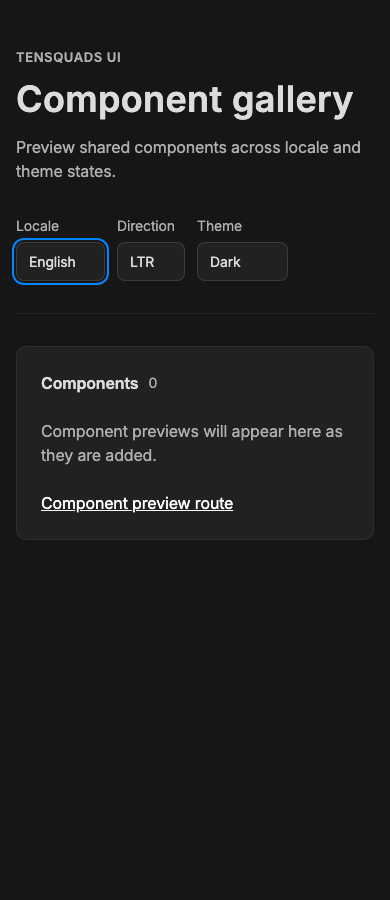 TENSQUADS UI
Component gallery
Preview shared components across locale and
theme states.
Locale Direction Theme
English LTR Dark
Components 0
Component previews will appear here as
they are added.
Component preview route